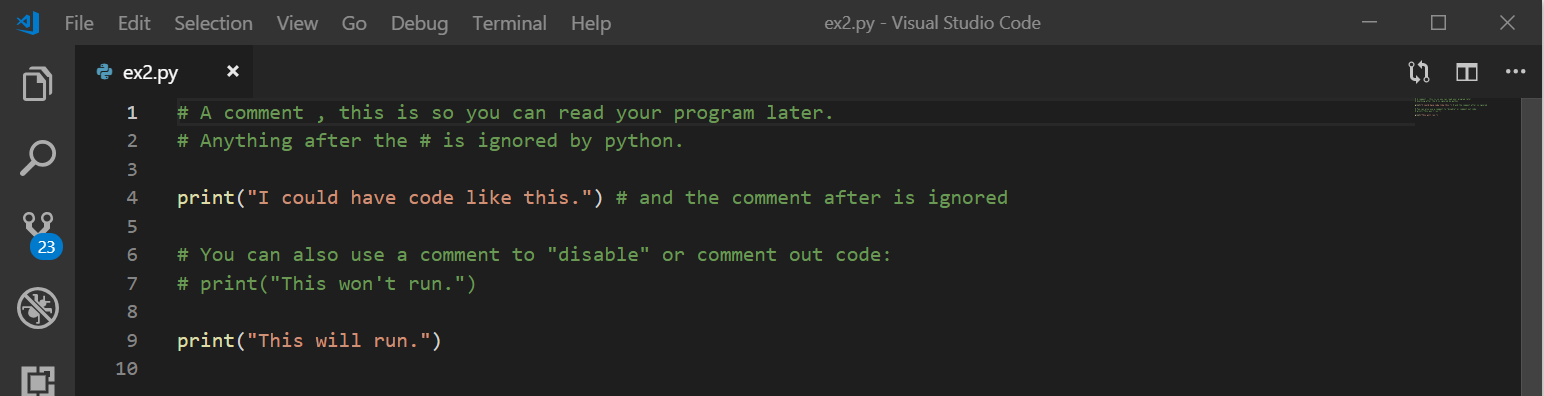 File Edit Selection View Go Debug Terminal Help ex2.py - Visual Studio Code
ex2.py
1 # A comment , this is so you can read your program later.
2 # Anything after the # is ignored by python.
3
4 print("I could have code like this.") # and the comment after is ignored
5
6 # You can also use a comment to "disable" or comment out code:
7 # print("This won't run.")
8
9 print("This will run.")
10
23